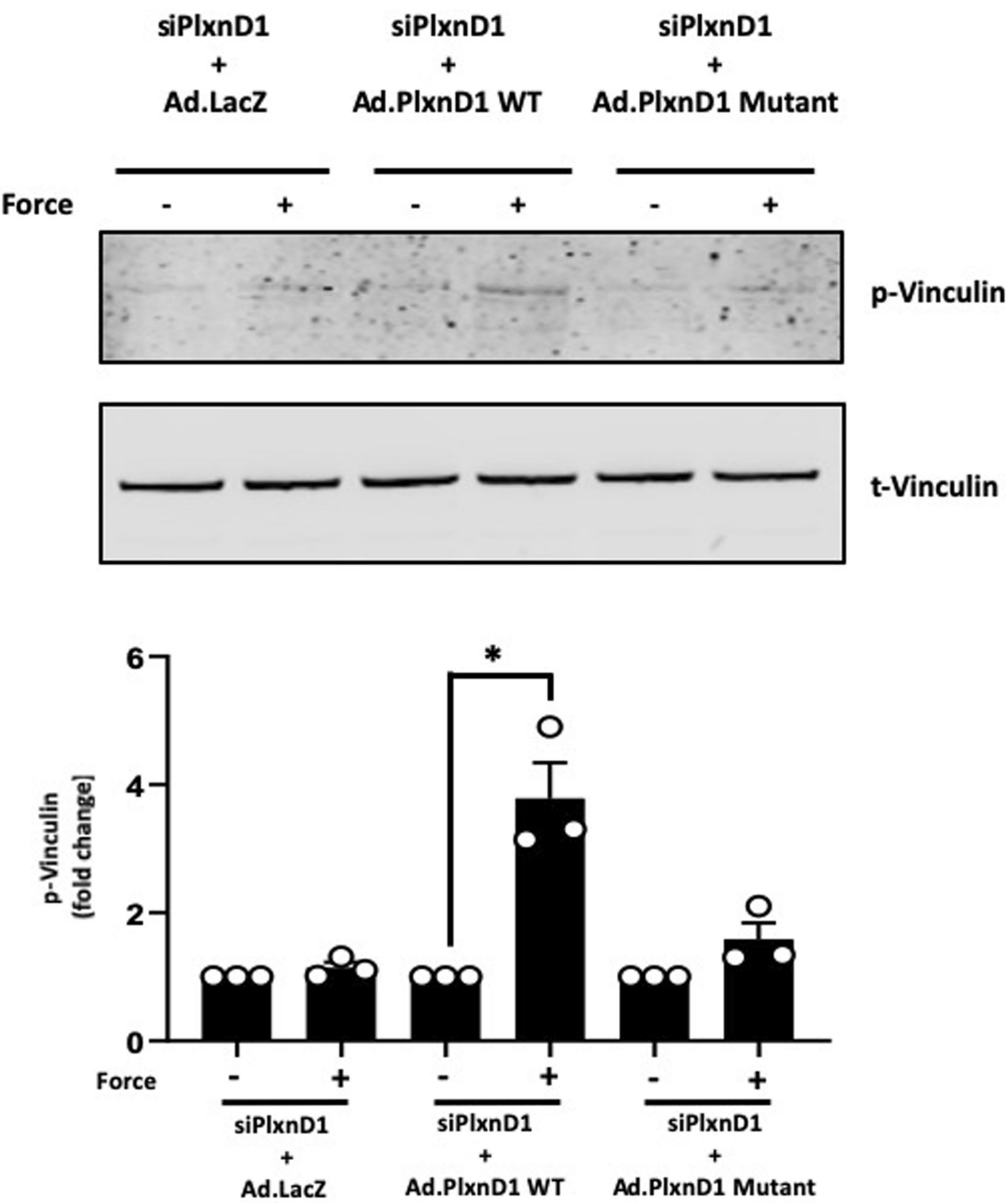 siPlxnD1 siPlxnD1 siPlxnD1
+ + +
Ad.LacZ Ad.PlxnD1 WT Ad.PlxnD1 Mutant
Force - + - + - +
p-Vinculin
t-Vinculin
*
6
4
2
0
p-Vinculin
(fold change]
Force - + - + - +
siPlxnD1 siPlxnD1 siPlxnD1
+ + +
Ad.LacZ Ad.PlxnD1 WT Ad.PlxnD1 Mutant